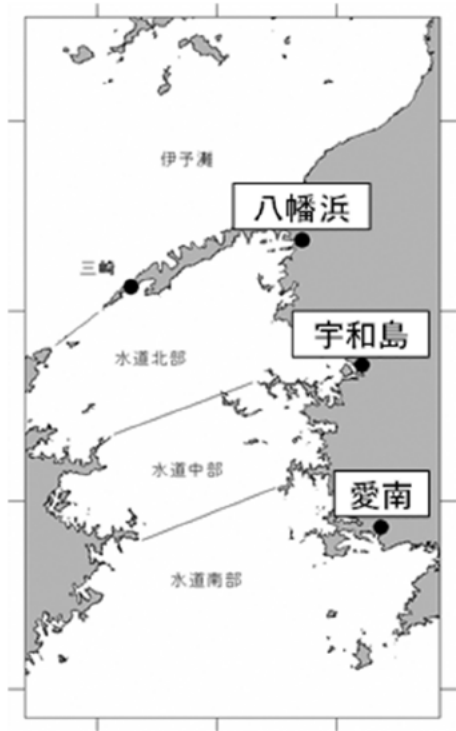 伊予灘
八幡浜
三崎
宇和島
水道北部
水道中部
愛南
水道南部